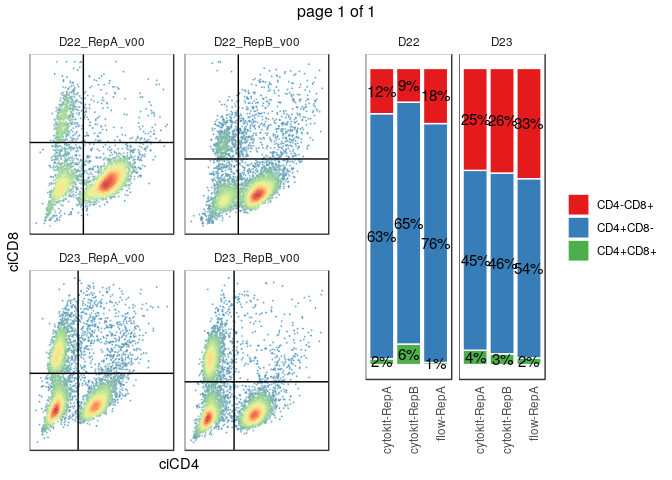 page 1 of 1
D22_RepA_v00
D22_RepB_v00
D23_RepA_v00
D23_RepB_v00
ciCD8
ciCD4
D22
D23
12%
9%
18%
63%
65%
76%
2%
6%
1%
25%
26%
33%
45%
46%
54%
4%
3%
2%
cytokit-RepA
cytokit-RepB
flow-RepA
cytokit-RepA
cytokit-RepB
flow-RepA
CD4-CD8+
CD4+CD8-
CD4+CD8+